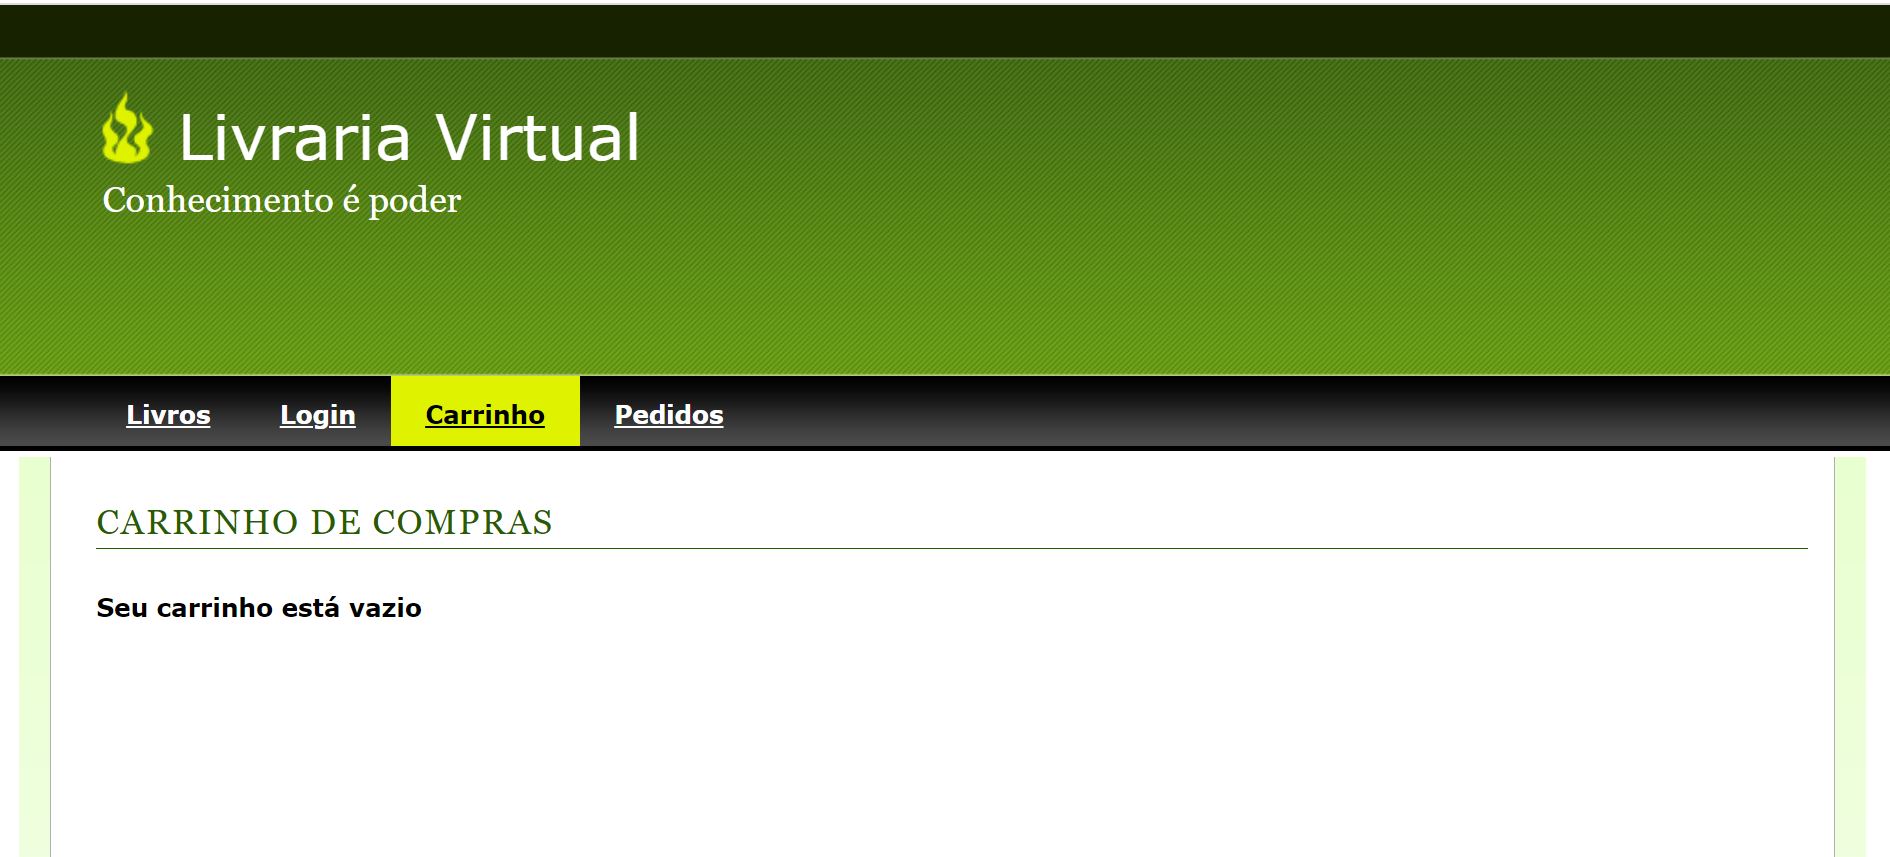 Livraria Virtual
Conhecimento é poder
Livros Login Carrinho Pedidos
CARRINHO DE COMPRAS
Seu carrinho está vazio